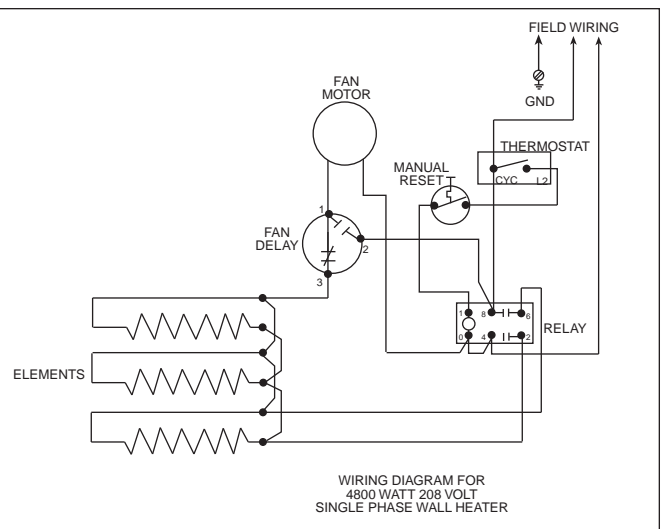 FIELD WIRING
GND
FAN
MOTOR
THERMOSTAT
CYC L2
MANUAL
RESET
1
FAN
DELAY
2
3
1 8 6
RELAY
0 4 2
ELEMENTS
WIRING DIAGRAM FOR
4800 WATT 208 VOLT
SINGLE PHASE WALL HEATER